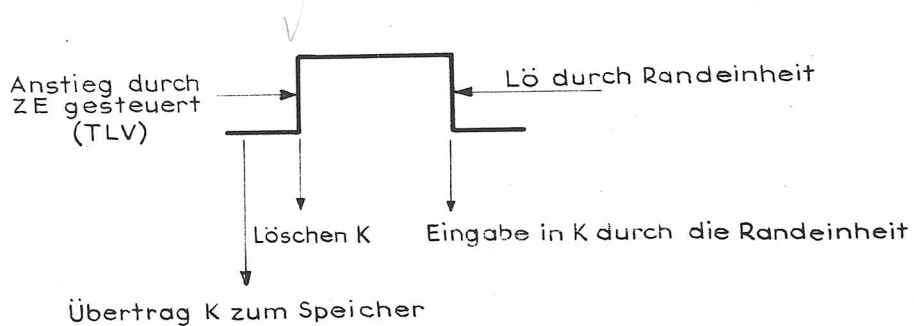 V
Anstieg durch
ZE gesteuert
(TLV)
Lö durch Randeinheit
Löschen K
Eingabe in K durch die Randeinheit
Übertrag K zum Speicher